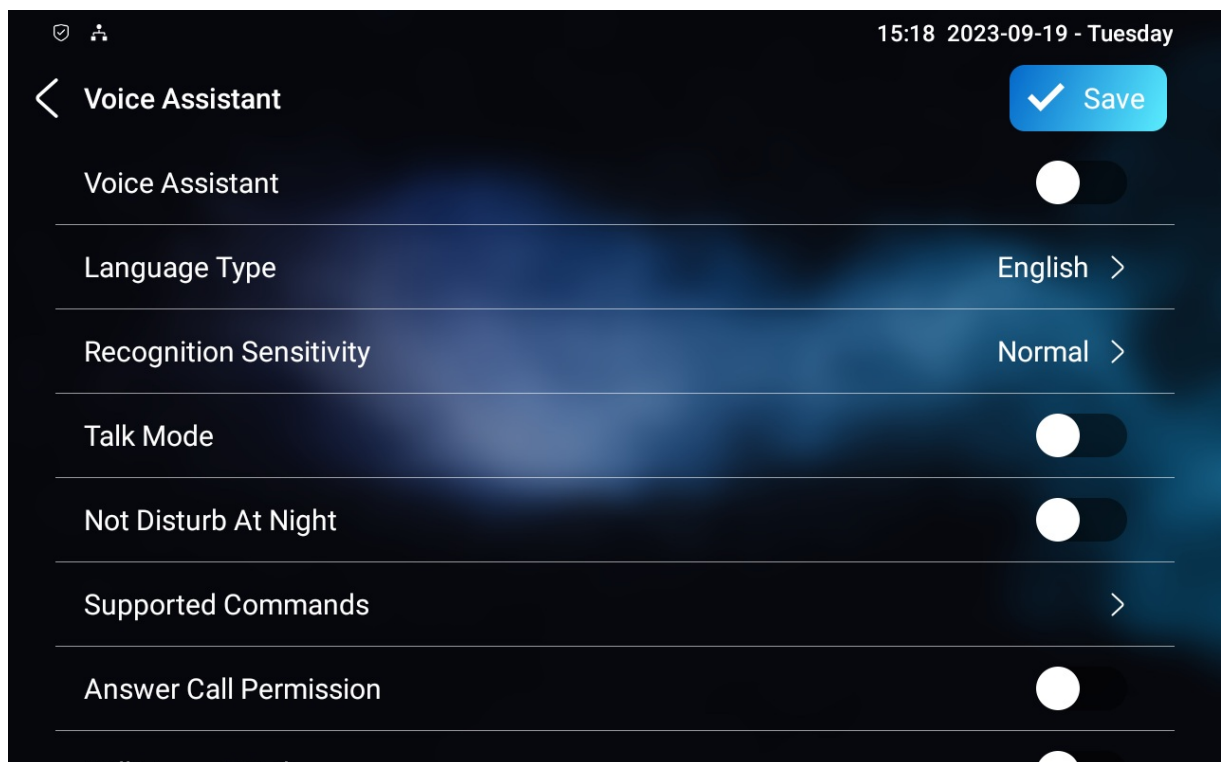 15:18 2023-09-19 - Tuesday
Voice Assistant
Save
Voice Assistant
Language Type
English
Recognition Sensitivity
Normal
Talk Mode
Not Disturb At Night
Supported Commands
Answer Call Permission